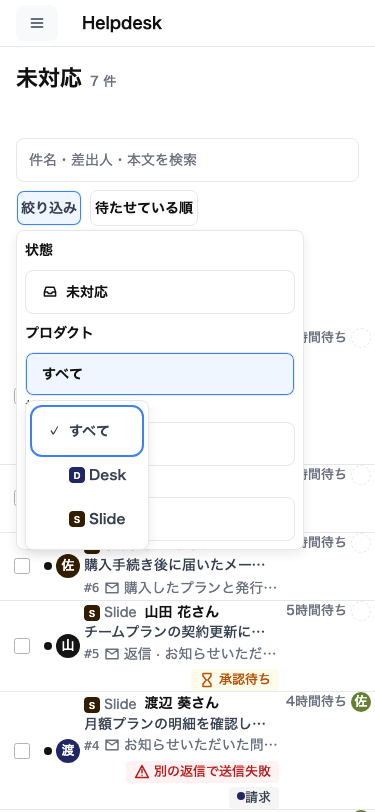 Helpdesk
未対応 7 件
件名・差出人・本文を検索
絞り込み 待たせている順
状態
未対応
プロダクト
時間待ち
すべて
✓ すべて
D Desk
時間待ち
S Slide
時間待ち
佐 購入手続き後に届いたメー…
#6 購入したプランと発行…
S Slide 山田 花さん 5時間待ち
山 チームプランの契約更新に…
#5 返信・お知らせいただ…
承認待ち
S Slide 渡辺 葵さん 4時間待ち 佐
月額プランの明細を確認し…
渡 #4 お知らせいただいた問…
別の返信で送信失敗
請求